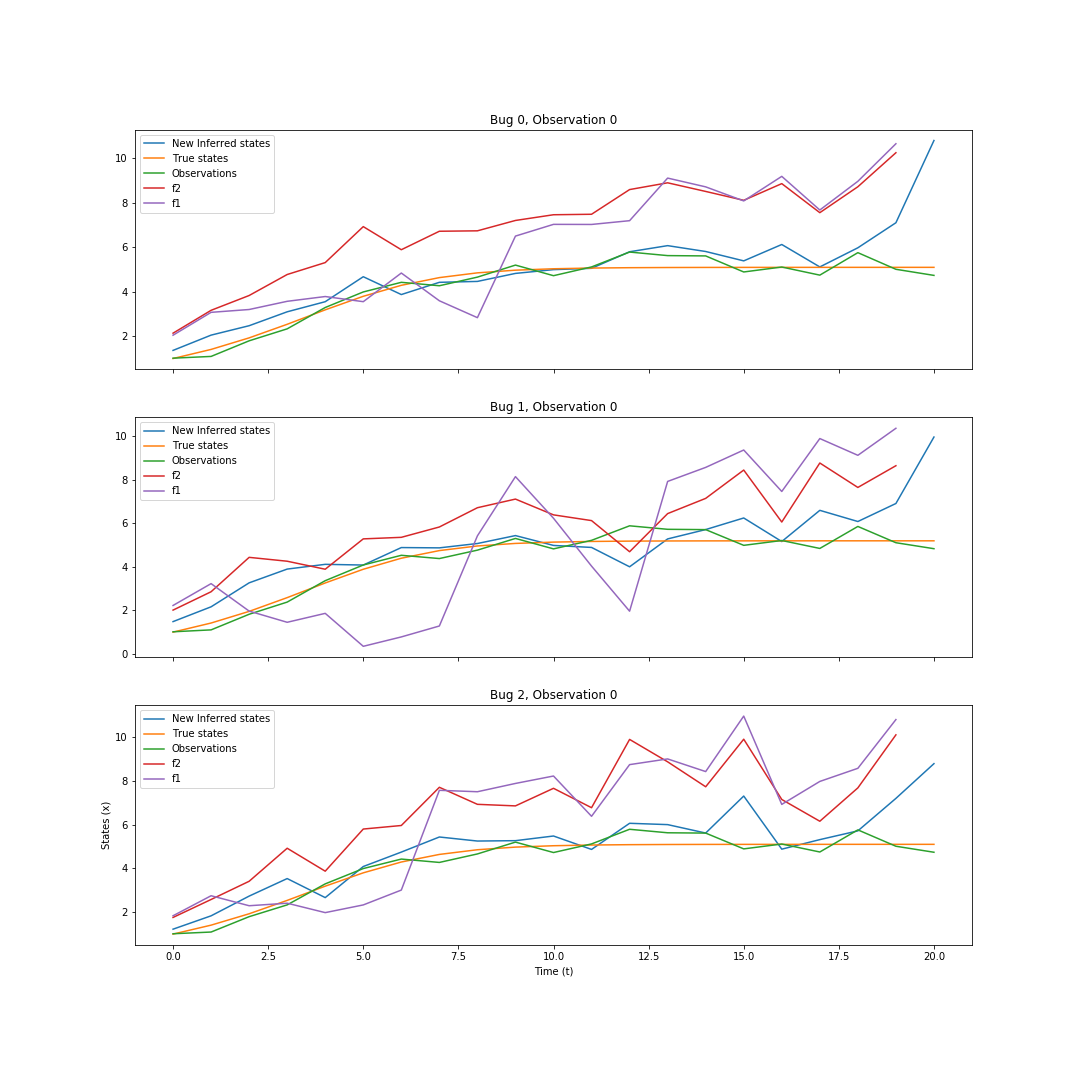 Bug 0, Observation 0
New Inferred states
True states
Observations
f2
f1
10
8
6
4
2
Bug 1, Observation 0
New Inferred states
True states
Observations
f2
f1
10
8
6
4
2
0
Bug 2, Observation 0
New Inferred states
True states
Observations
f2
f1
10
8
6
4
2
States (x)
0.0 2.5 5.0 7.5 10.0 12.5 15.0 17.5 20.0
Time (t)